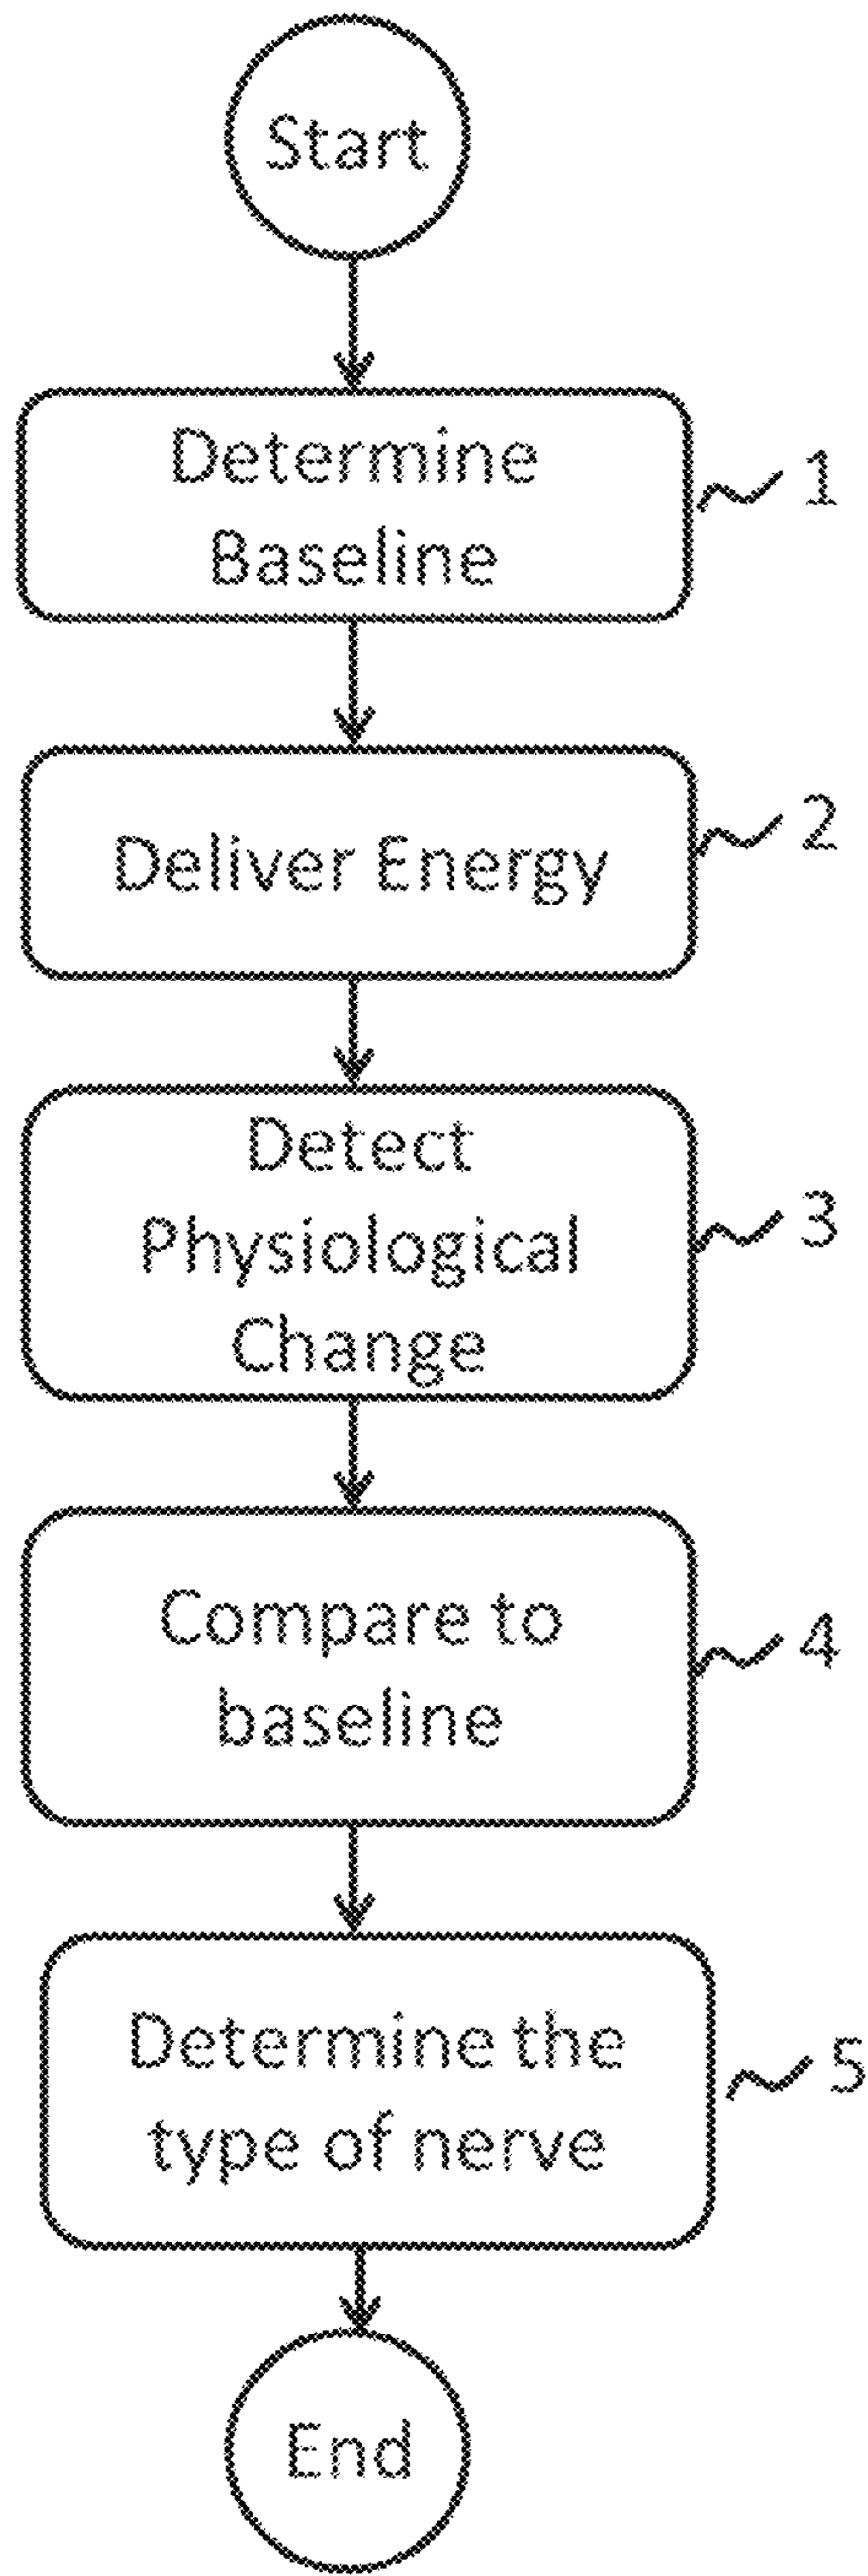 Start
Determine
Baseline
1
Deliver Energy
2
Detect
Physiological
Change
3
Compare to
baseline
4
Determine the
type of nerve
5
End